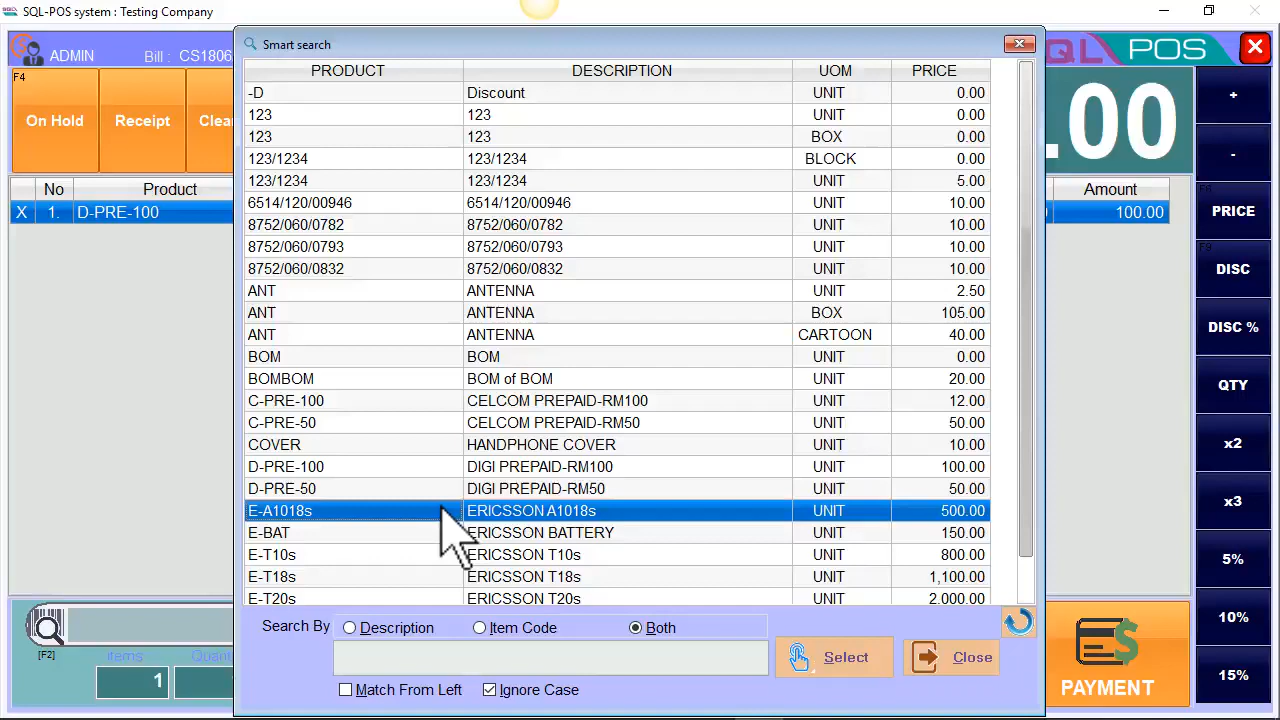 SQL-POS system : Testing Company
ADMIN Bill : CS1806
POS
F4
On Hold Receipt Clea
.00
No Product Amount
X 1. D-PRE-100 100.00
Smart search
PRODUCT DESCRIPTION UOM PRICE
-D Discount UNIT 0.00
123 123 UNIT 0.00
123 123 BOX 0.00
123/1234 123/1234 BLOCK 0.00
123/1234 123/1234 UNIT 5.00
6514/120/00946 6514/120/00946 UNIT 10.00
8752/060/0782 8752/060/0782 UNIT 10.00
8752/060/0793 8752/060/0793 UNIT 10.00
8752/060/0832 8752/060/0832 UNIT 10.00
ANT ANTENNA UNIT 2.50
ANT ANTENNA BOX 105.00
ANT ANTENNA CARTOON 40.00
BOM BOM UNIT 0.00
BOMBOM BOM of BOM UNIT 20.00
C-PRE-100 CELCOM PREPAID-RM100 UNIT 12.00
C-PRE-50 CELCOM PREPAID-RM50 UNIT 50.00
COVER HANDPHONE COVER UNIT 10.00
D-PRE-100 DIGI PREPAID-RM100 UNIT 100.00
D-PRE-50 DIGI PREPAID-RM50 UNIT 50.00
E-A1018s ERICSSON A1018s UNIT 500.00
E-BAT ERICSSON BATTERY UNIT 150.00
E-T10s ERICSSON T10s UNIT 800.00
E-T18s ERICSSON T18s UNIT 1,100.00
E-T20s ERICSSON T20s UNIT 2,000.00
Search By Description Item Code Both
Select Close
Match From Left Ignore Case
[F2] items Quant
1
+
-
F8
PRICE
F9
DISC
DISC %
QTY
x2
x3
5%
10%
15%
PAYMENT